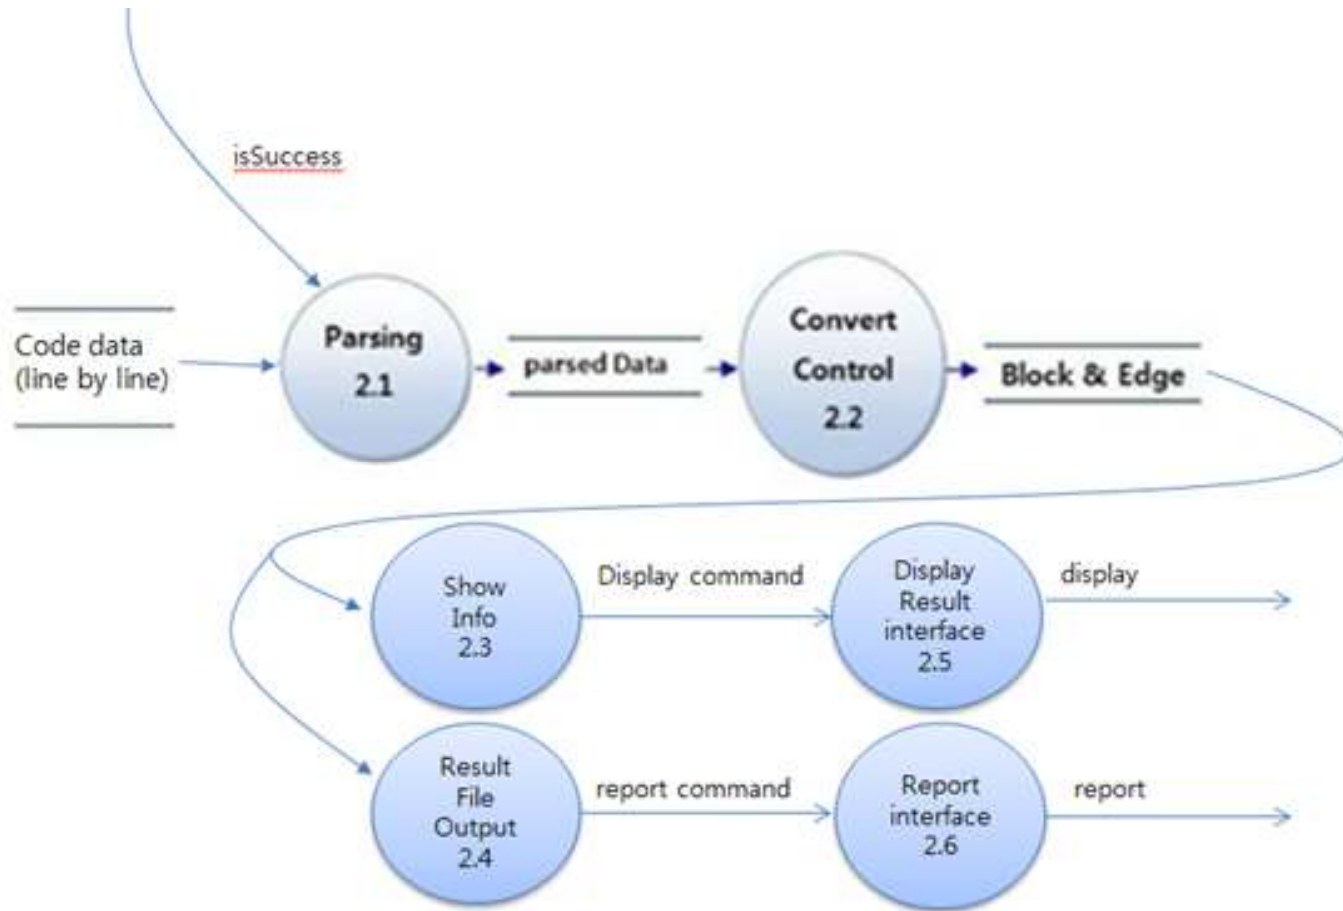 isSuccess
Code data
(line by line)
Parsing
2.1
parsed Data
Convert
Control
2.2
Block & Edge
Show
Info
2.3
Display command
Display
Result
interface
2.5
display
Result
File
Output
2.4
report command
Report
interface
2.6
report